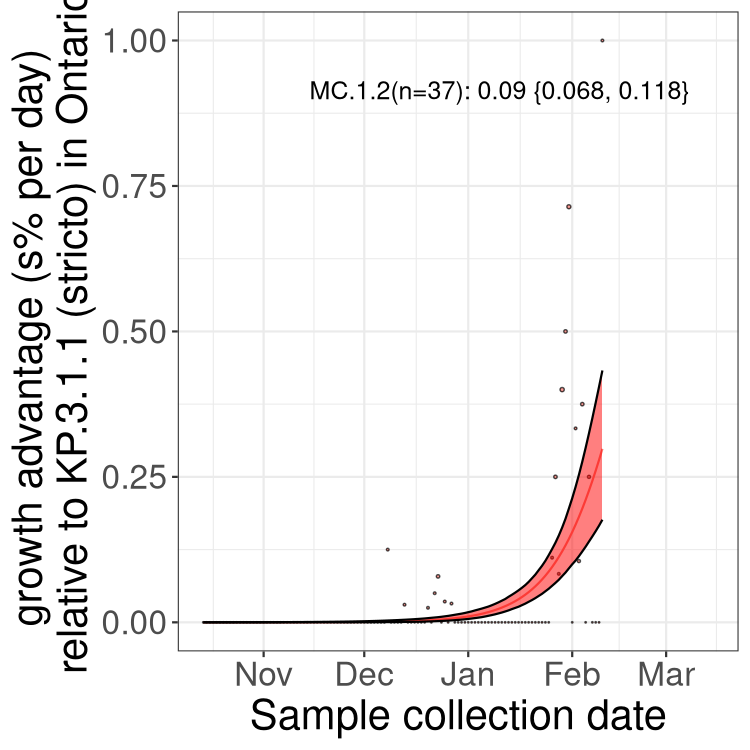 growth advantage (s% per day)
relative to KP.3.1.1 (stricto) in Ontario
1.00
0.75
0.50
0.25
0.00
MC.1.2(n=37): 0.09 {0.068, 0.118}
Nov Dec Jan Feb Mar
Sample collection date